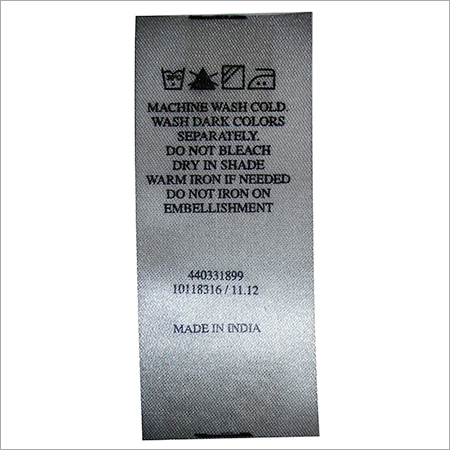 30°C
MACHINE WASH COLD.
WASH DARK COLORS
SEPARATELY.
DO NOT BLEACH
DRY IN SHADE
WARM IRON IF NEEDED
DO NOT IRON ON
EMBELLISHMENT
440331899
10118316 / 11.12
MADE IN INDIA